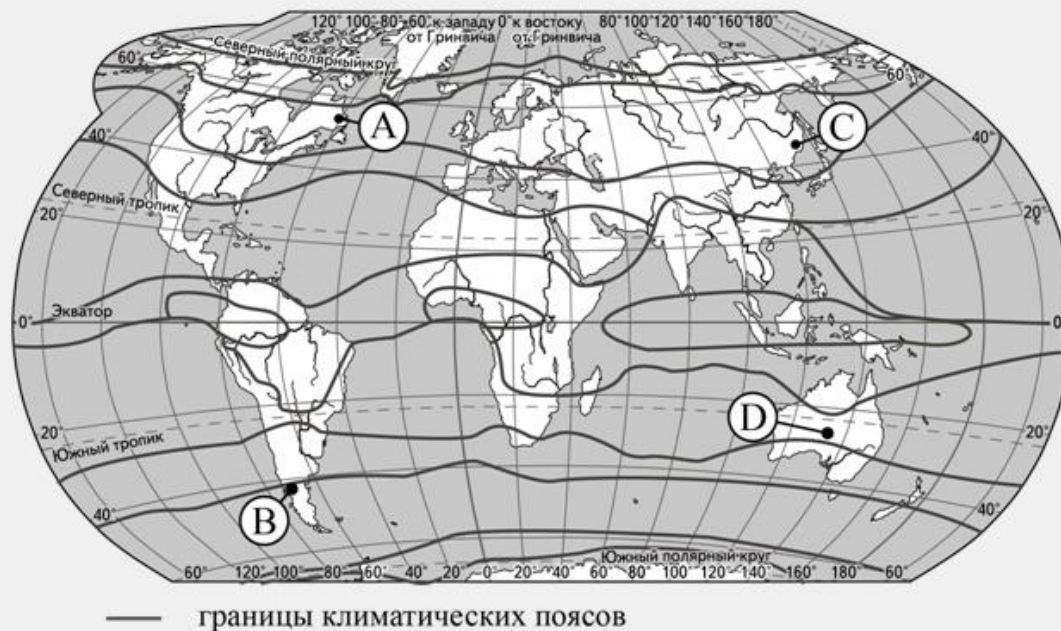 120° 100° 80° 60° к западу от Гринвича 0° к востоку от Гринвича 80° 100° 120° 140° 160° 180°
Северный полярный круг
60° 60°
A C
40° 40°
Северный тропик
20° 20°
Экватор
0° 0°
D
20° 20°
Южный тропик
B
40° 40°
Южный полярный круг
60° 120° 100° 80° 60° 40° 20° 0° 20° 40° 60° 80° 100° 120° 140° 160° 60°
границы климатических поясов